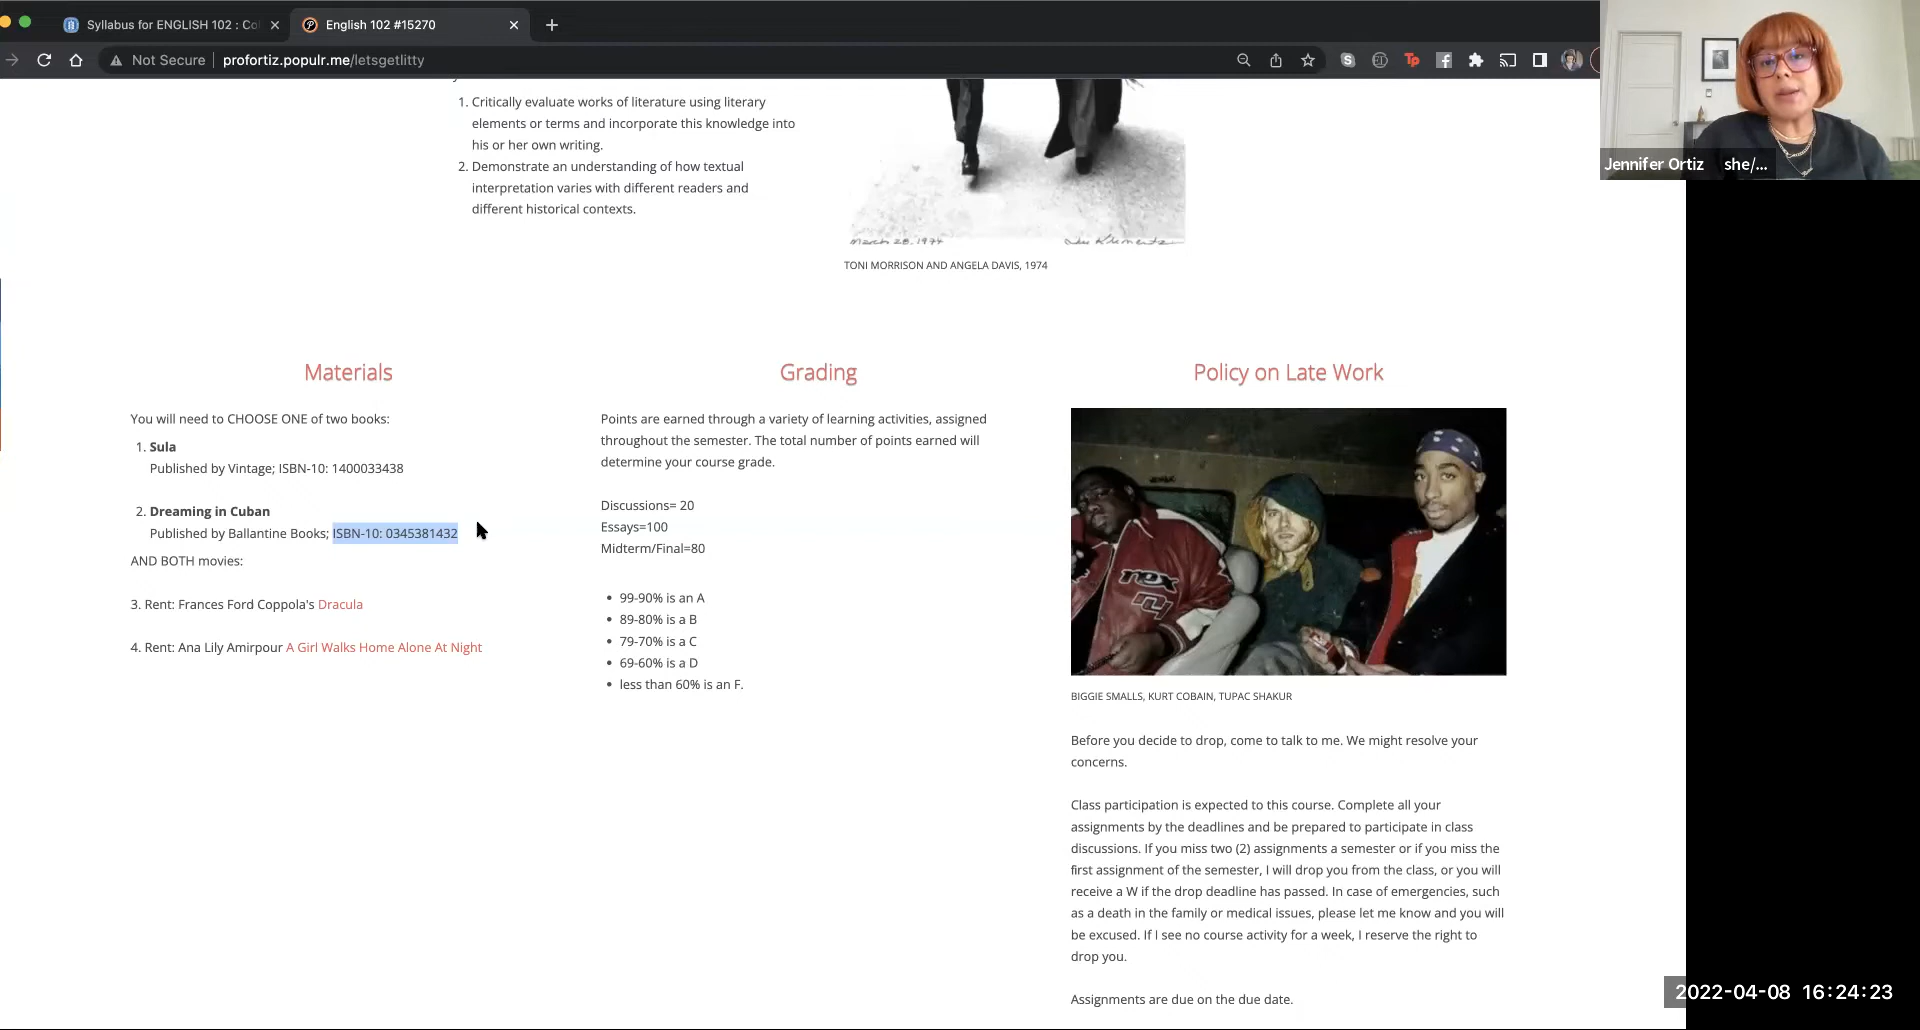 Syllabus for ENGLISH 102 : Co
English 102 #15270
Not Secure
profortiz.populr.me/letsgetlitty
Tp
Jennifer Ortiz she/...
1. Critically evaluate works of literature using literary
elements or terms and incorporate this knowledge into
his or her own writing.
2. Demonstrate an understanding of how textual
interpretation varies with different readers and
different historical contexts.
March 28, 1974
TONI MORRISON AND ANGELA DAVIS, 1974
Materials
You will need to CHOOSE ONE of two books:
1. Sula
Published by Vintage; ISBN-10: 1400033438
2. Dreaming in Cuban
Published by Ballantine Books; ISBN-10: 0345381432
AND BOTH movies:
3. Rent: Frances Ford Coppola's Dracula
4. Rent: Ana Lily Amirpour A Girl Walks Home Alone At Night
Grading
Points are earned through a variety of learning activities, assigned
throughout the semester. The total number of points earned will
determine your course grade.
Discussions= 20
Essays=100
Midterm/Final=80
• 99-90% is an A
• 89-80% is a B
• 79-70% is a C
• 69-60% is a D
• less than 60% is an F.
Policy on Late Work
BIGGIE SMALLS, KURT COBAIN, TUPAC SHAKUR
Before you decide to drop, come to talk to me. We might resolve your
concerns.
Class participation is expected to this course. Complete all your
assignments by the deadlines and be prepared to participate in class
discussions. If you miss two (2) assignments a semester or if you miss the
first assignment of the semester, I will drop you from the class, or you will
receive a W if the drop deadline has passed. In case of emergencies, such
as a death in the family or medical issues, please let me know and you will
be excused. If I see no course activity for a week, I reserve the right to
drop you.
Assignments are due on the due date.
2022-04-08 16:24:23